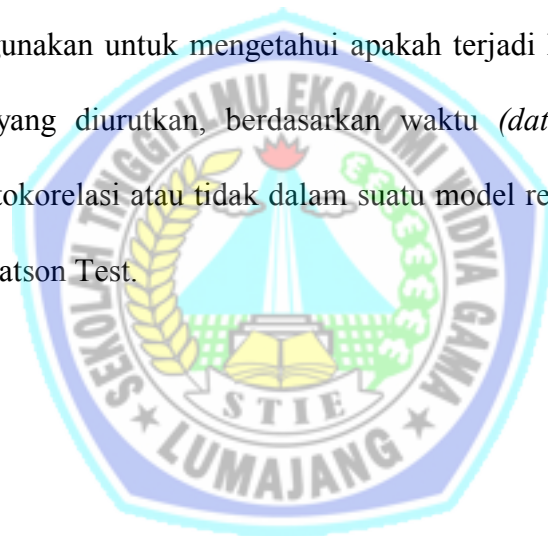 gunakan untuk mengetahui apakah terjadi
yang diurutkan, berdasarkan waktu (dat
tokorelasi atau tidak dalam suatu model re
atson Test.
SEKOLAH TINGGI ILMU EKONOMI WIDYA GAMA
STIE
LUMAJANG